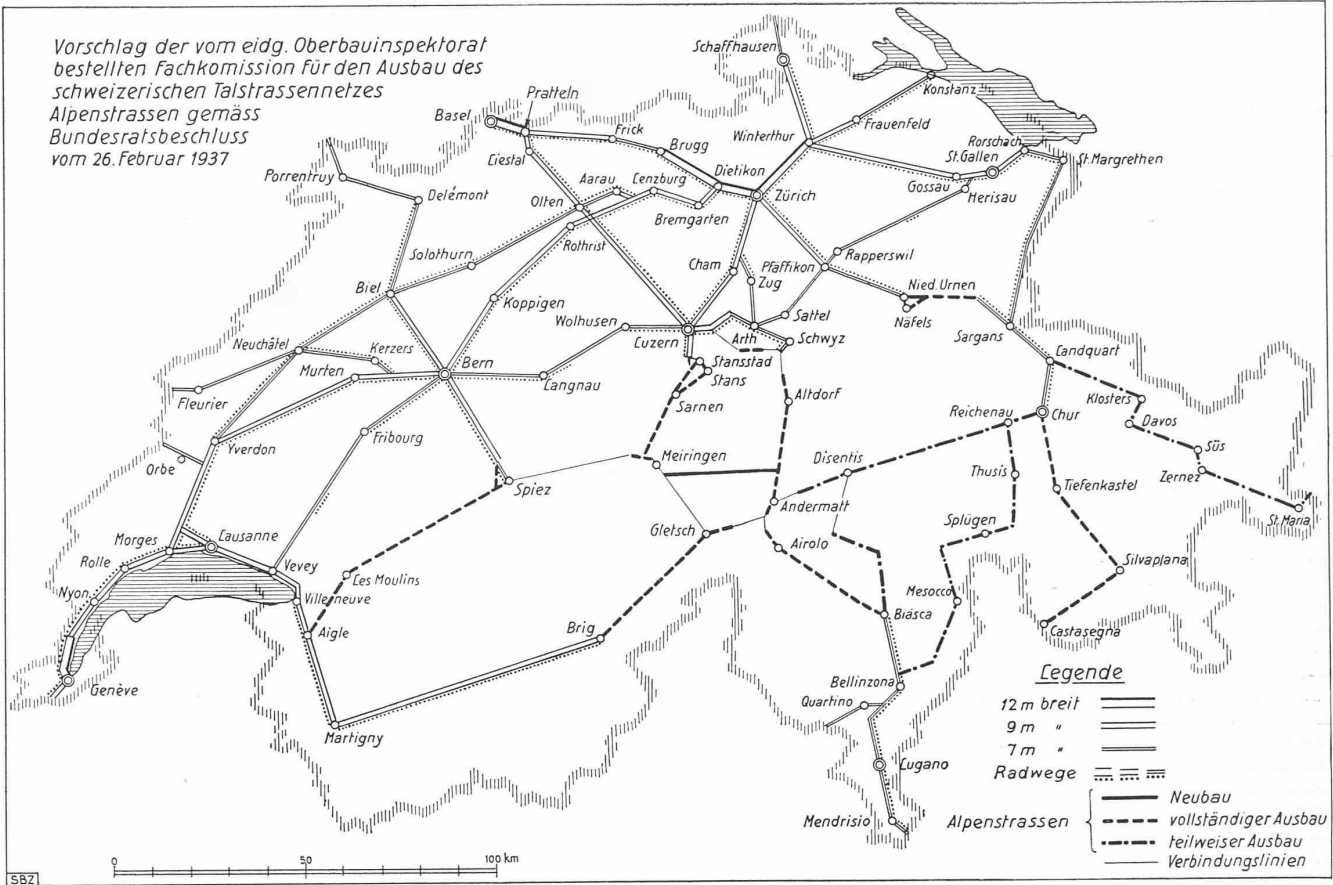 Vorschlag der vom eidg. Oberbauinspektorat
bestellten Fachkomission für den Ausbau des
schweizerischen Talstrassennetzes
Alpenstrassen gemäss
Bundesratsbeschluss
vom 26. Februar 1937
Schaffhausen
Konstanz
Pratteln
Basel
Frick
Brugg
Winterthur
Frauenfeld
Rorschach
St. Gallen
St. Margrethen
Liestal
Dietikon
Porrentruy
Delémont
Aarau
Lenzburg
Zürich
Gossau
Herisau
Olten
Bremgarten
Rothrist
Solothurn
Cham
Pfäffikon
Rapperswil
Zug
Biel
Koppigen
Nied. Urnen
Näfels
Wolhusen
Sattel
Sargans
Luzern
Arth
Schwyz
Neuchâtel
Kerzers
Bern
Stansstad
Stans
Landquart
Murten
Langnau
Fleurier
Sarnen
Altdorf
Klosters
Reichenau
Chur
Davos
Yverdon
Fribourg
Süs
Orbe
Meiringen
Disentis
Thusis
Zernez
Spiez
Tiefenkastel
Andermatt
St. Maria
Lausanne
Gletsch
Splügen
Morges
Airolo
Rolle
Vevey
Les Moulins
Silvaplana
Nyon
Villeneuve
Mesocco
Biasca
Aigle
Brig
Castasegna
Genève
Bellinzona
Quartino
Martigny
Lugano
Mendrisio
Legende
12 m breit
9 m "
7 m "
Radwege
Alpenstrassen
Neubau
vollständiger Ausbau
teilweiser Ausbau
Verbindungslinien
0 50 100 km
SBZ